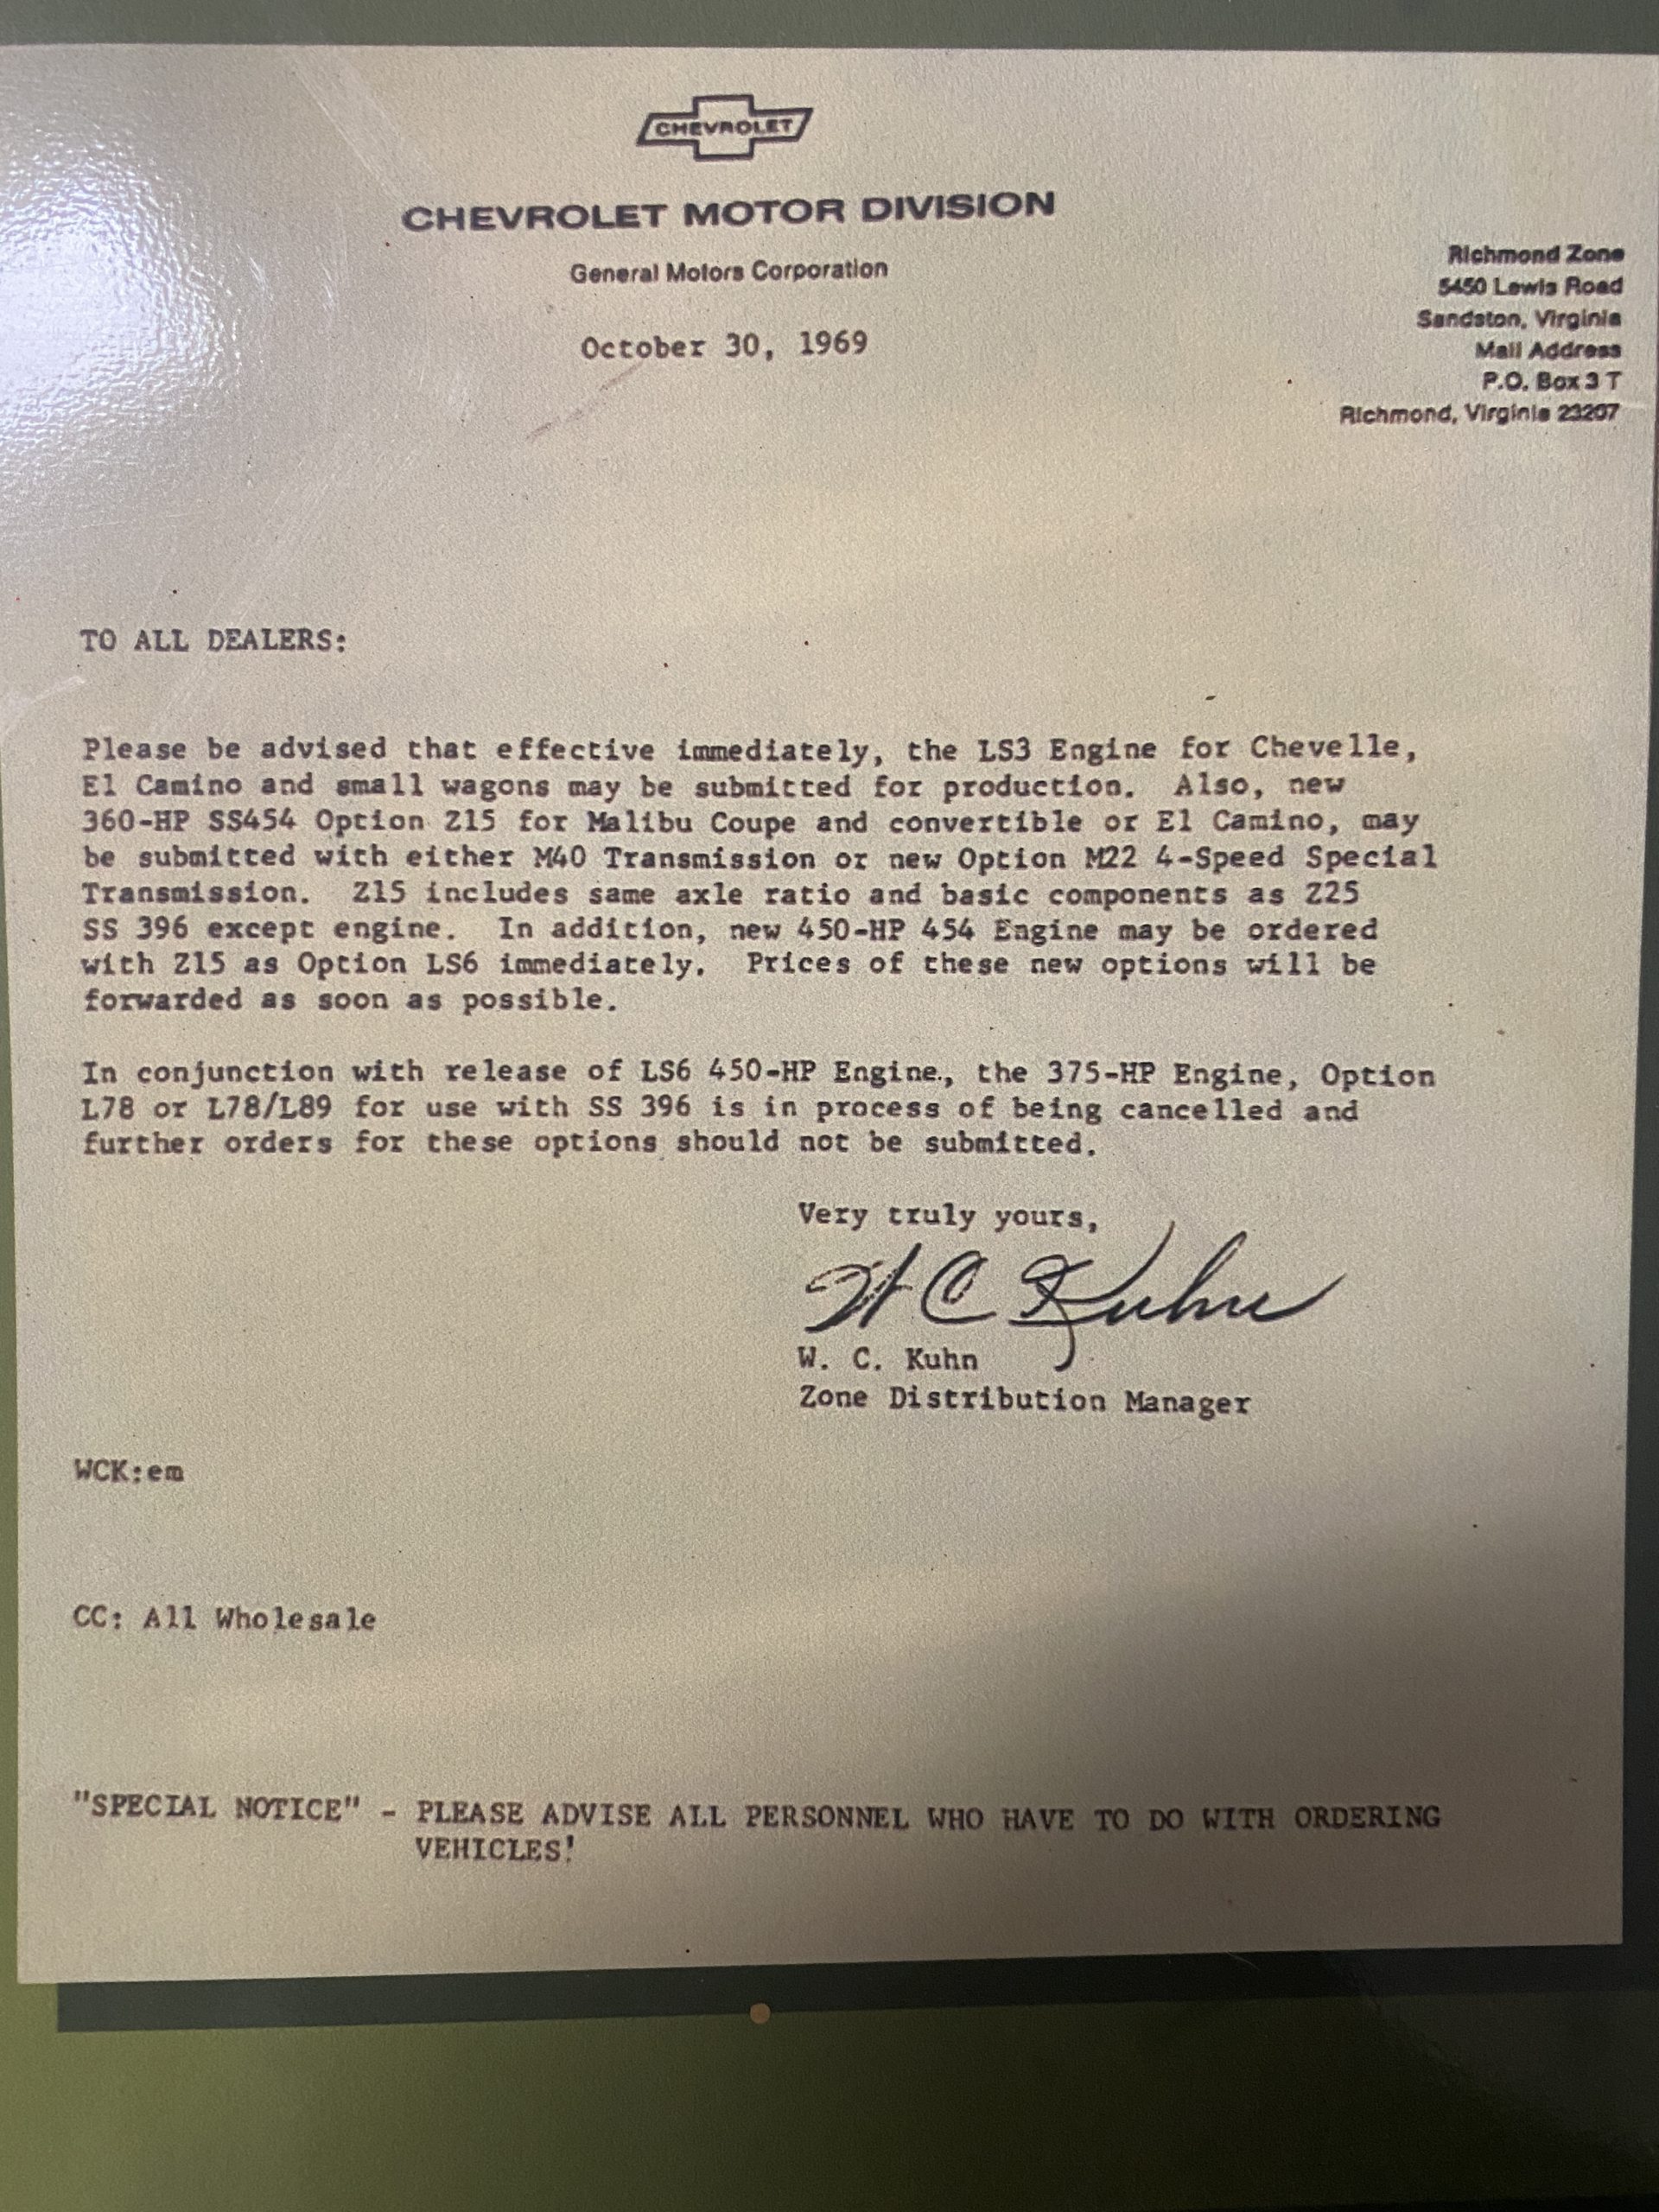 CHEVROLET
CHEVROLET MOTOR DIVISION
General Motors Corporation
October 30, 1969
Richmond Zone
5450 Lewis Road
Sandston, Virginia
Mail Address
P.O. Box 3 T
Richmond, Virginia 23207
TO ALL DEALERS:
Please be advised that effective immediately, the LS3 Engine for Chevelle,
El Camino and small wagons may be submitted for production. Also, new
360-HP SS454 Option Z15 for Malibu Coupe and convertible or El Camino, may
be submitted with either M40 Transmission or new Option M22 4-Speed Special
Transmission. Z15 includes same axle ratio and basic components as Z25
SS 396 except engine. In addition, new 450-HP 454 Engine may be ordered
with Z15 as Option LS6 immediately. Prices of these new options will be
forwarded as soon as possible.
In conjunction with release of LS6 450-HP Engine., the 375-HP Engine, Option
L78 or L78/L89 for use with SS 396 is in process of being cancelled and
further orders for these options should not be submitted.
Very truly yours,
W C Kuhn
W. C. Kuhn
Zone Distribution Manager
WCK:em
CC: All Wholesale
"SPECIAL NOTICE" - PLEASE ADVISE ALL PERSONNEL WHO HAVE TO DO WITH ORDERING
VEHICLES!